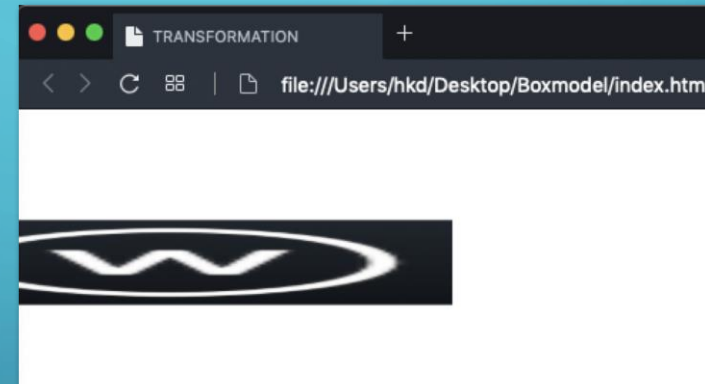 TRANSFORMATION
file:///Users/hkd/Desktop/Boxmodel/index.htm
W